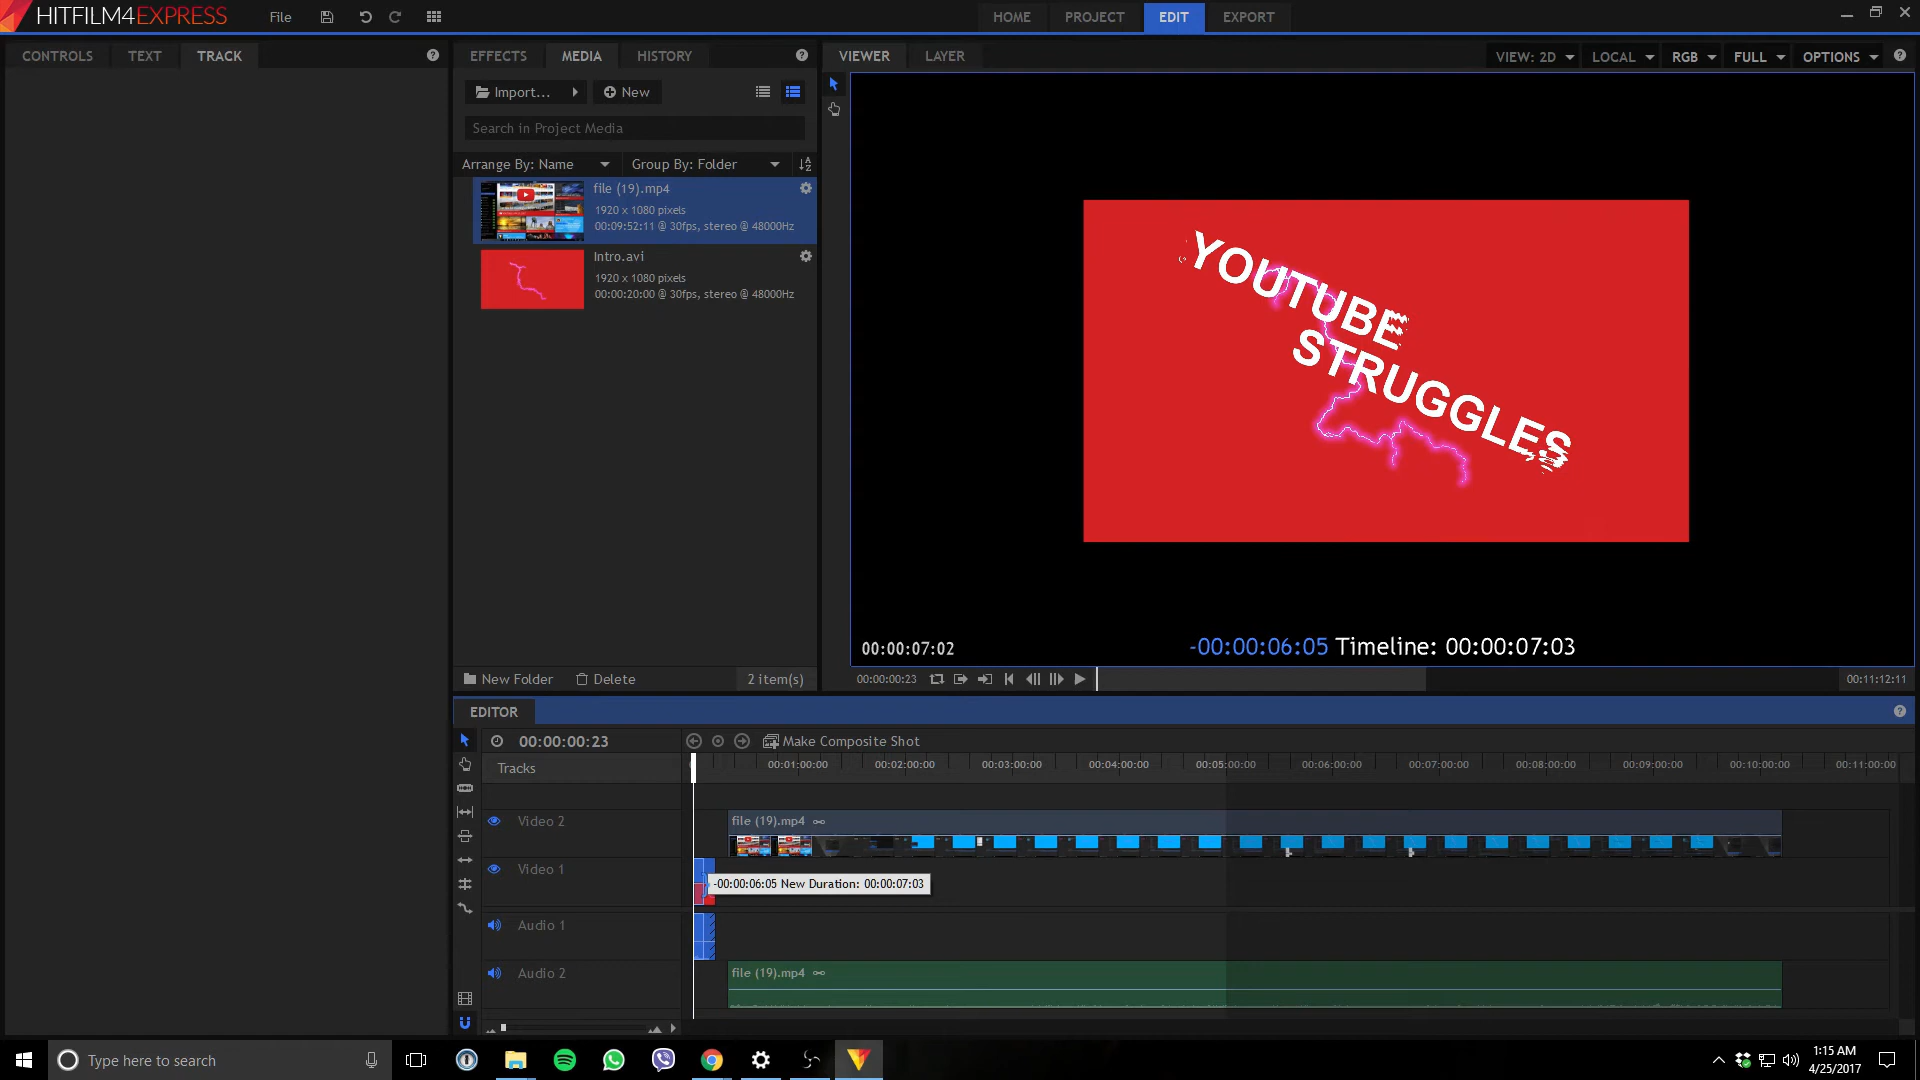 HITFILM4EXPRESS
File
HOME
PROJECT
EDIT
EXPORT
CONTROLS
TEXT
TRACK
EFFECTS
MEDIA
HISTORY
VIEWER
LAYER
VIEW: 2D
LOCAL
RGB
FULL
OPTIONS
Import...
New
Search in Project Media
Arrange By: Name
Group By: Folder
file (19).mp4
1920 x 1080 pixels
00:09:52:11 @ 30fps, stereo @ 48000Hz
Intro.avi
1920 x 1080 pixels
00:00:20:00 @ 30fps, stereo @ 48000Hz
YOUTUBE
STRUGGLES
00:00:07:02
-00:00:06:05 Timeline: 00:00:07:03
New Folder
Delete
2 item(s)
00:00:00:23
00:11:12:11
EDITOR
00:00:00:23
Make Composite Shot
Tracks
00:01:00:00
00:02:00:00
00:03:00:00
00:04:00:00
00:05:00:00
00:06:00:00
00:07:00:00
00:08:00:00
00:09:00:00
00:10:00:00
00:11:00:00
Video 2
file (19).mp4
Video 1
-00:00:06:05 New Duration: 00:00:07:03
Audio 1
Audio 2
file (19).mp4
Type here to search
1:15 AM
4/25/2017